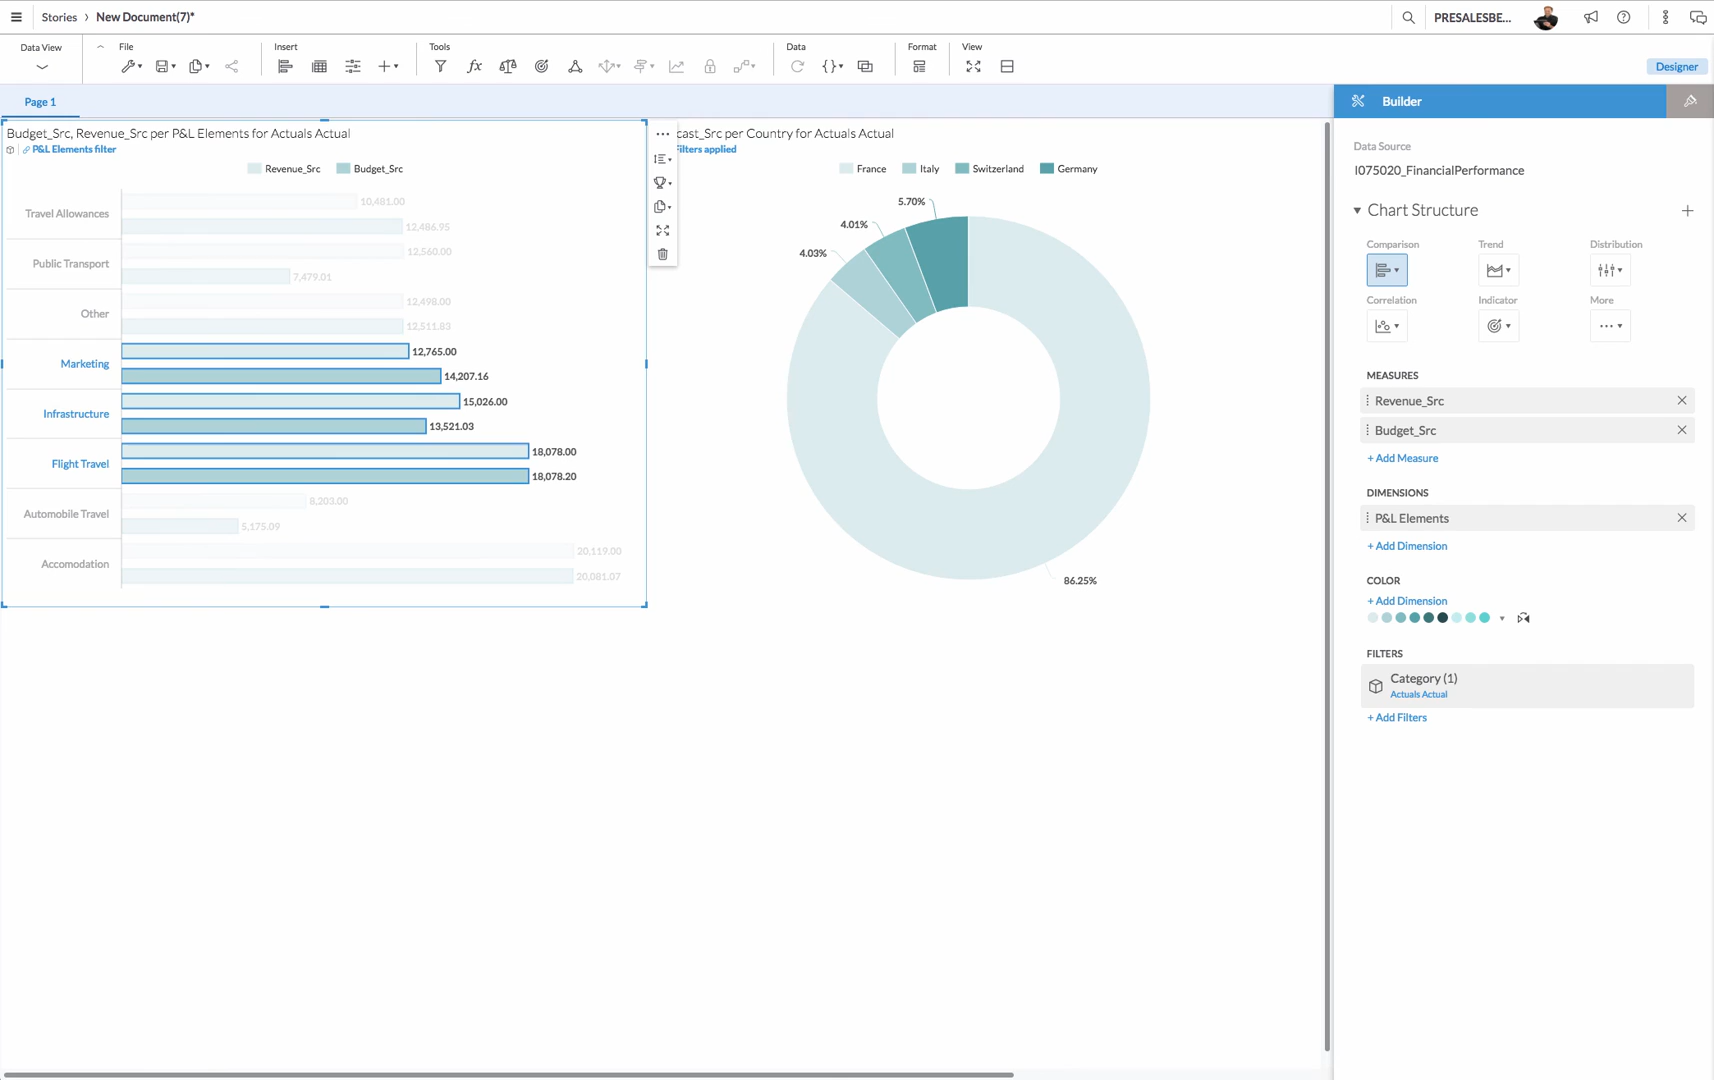 Stories > New Document(7)*
PRESALESBE...
Data View
File
Insert
Tools
Data
Format
View
Designer
Page 1
Builder
Budget_Src, Revenue_Src per P&L Elements for Actuals Actual
P&L Elements filter
Revenue_Src
Budget_Src
Travel Allowances
10,481.00
12,486.95
Public Transport
12,560.00
7,479.01
Other
12,498.00
12,511.83
Marketing
12,765.00
14,207.16
Infrastructure
15,026.00
13,521.03
Flight Travel
18,078.00
18,078.20
Automobile Travel
8,203.00
5,175.09
Accomodation
20,119.00
20,081.07
cast_Src per Country for Actuals Actual
Filters applied
France
Italy
Switzerland
Germany
5.70%
4.01%
4.03%
86.25%
Data Source
I075020_FinancialPerformance
Chart Structure
Comparison
Trend
Distribution
Correlation
Indicator
More
MEASURES
Revenue_Src
Budget_Src
+ Add Measure
DIMENSIONS
P&L Elements
+ Add Dimension
COLOR
+ Add Dimension
FILTERS
Category (1)
Actuals Actual
+ Add Filters